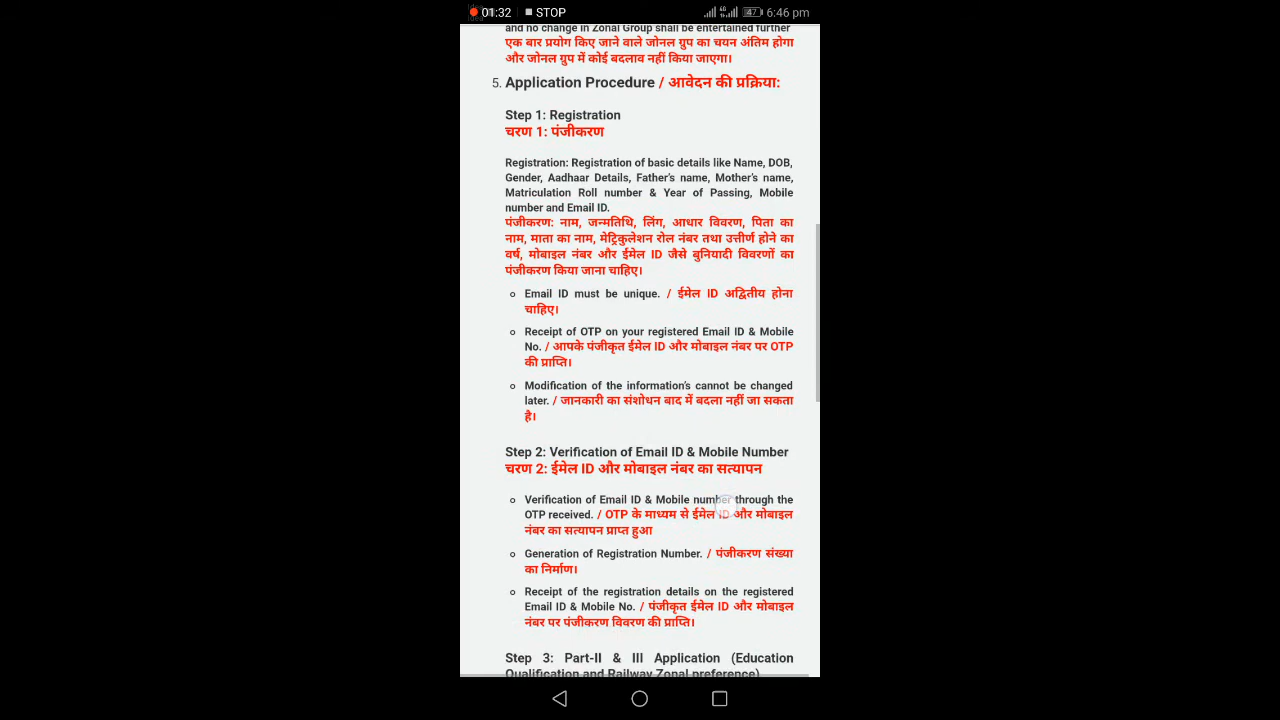 01:32 STOP 4G 47 6:46 pm
and no change in Zonal Group shall be entertained further
एक बार प्रयोग किए जाने वाले जोनल ग्रुप का चयन अंतिम होगा
और जोनल ग्रुप में कोई बदलाव नहीं किया जाएगा।
5. Application Procedure / आवेदन की प्रक्रिया:
Step 1: Registration
चरण 1: पंजीकरण
Registration: Registration of basic details like Name, DOB,
Gender, Aadhaar Details, Father's name, Mother's name,
Matriculation Roll number & Year of Passing, Mobile
number and Email ID.
पंजीकरण: नाम, जन्मतिथि, लिंग, आधार विवरण, पिता का
नाम, माता का नाम, मेट्रिकुलेशन रोल नंबर तथा उत्तीर्ण होने का
वर्ष, मोबाइल नंबर और ईमेल ID जैसे बुनियादी विवरणों का
पंजीकरण किया जाना चाहिए।
Email ID must be unique. / ईमेल ID अद्वितीय होना
चाहिए।
Receipt of OTP on your registered Email ID & Mobile
No. / आपके पंजीकृत ईमेल ID और मोबाइल नंबर पर OTP
की प्राप्ति।
Modification of the information's cannot be changed
later. / जानकारी का संशोधन बाद में बदला नहीं जा सकता
है।
Step 2: Verification of Email ID & Mobile Number
चरण 2: ईमेल ID और मोबाइल नंबर का सत्यापन
Verification of Email ID & Mobile number through the
OTP received. / OTP के माध्यम से ईमेल ID और मोबाइल
नंबर का सत्यापन प्राप्त हुआ
Generation of Registration Number. / पंजीकरण संख्या
का निर्माण।
Receipt of the registration details on the registered
Email ID & Mobile No. / पंजीकृत ईमेल ID और मोबाइल
नंबर पर पंजीकरण विवरण की प्राप्ति।
Step 3: Part-II & III Application (Education
Qualification and Railway Zonal preference)